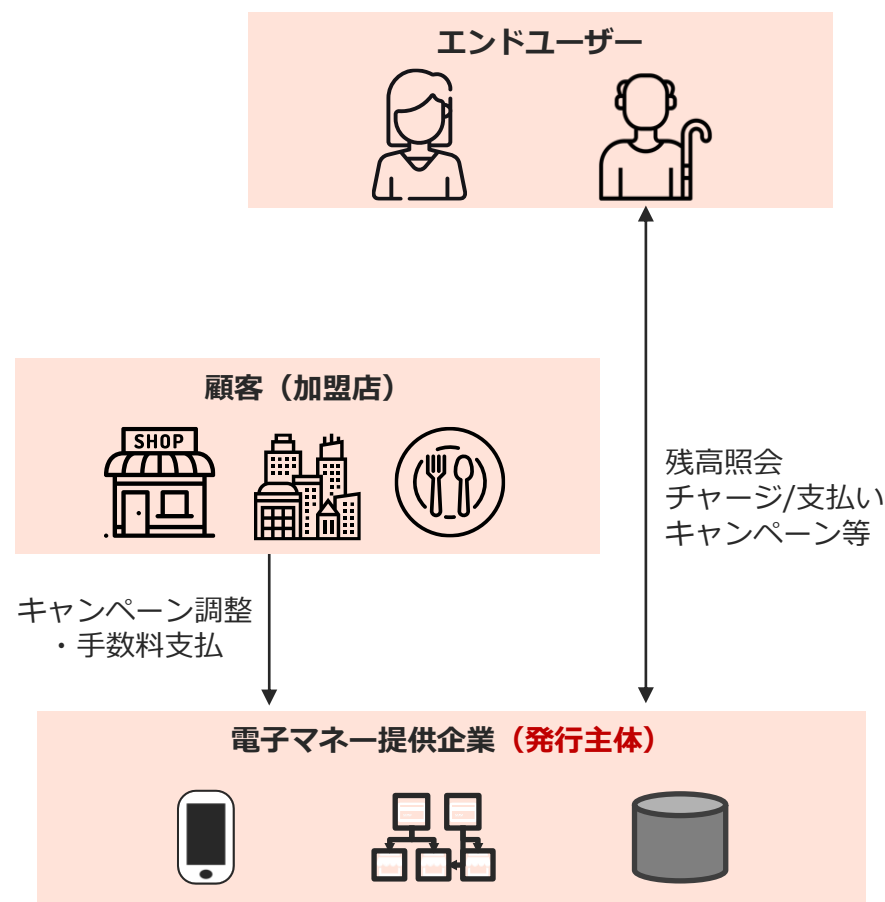 エンドユーザー
顧客（加盟店）
SHOP
残高照会
チャージ/支払い
キャンペーン等
キャンペーン調整
・手数料支払
電子マネー提供企業（発行主体）